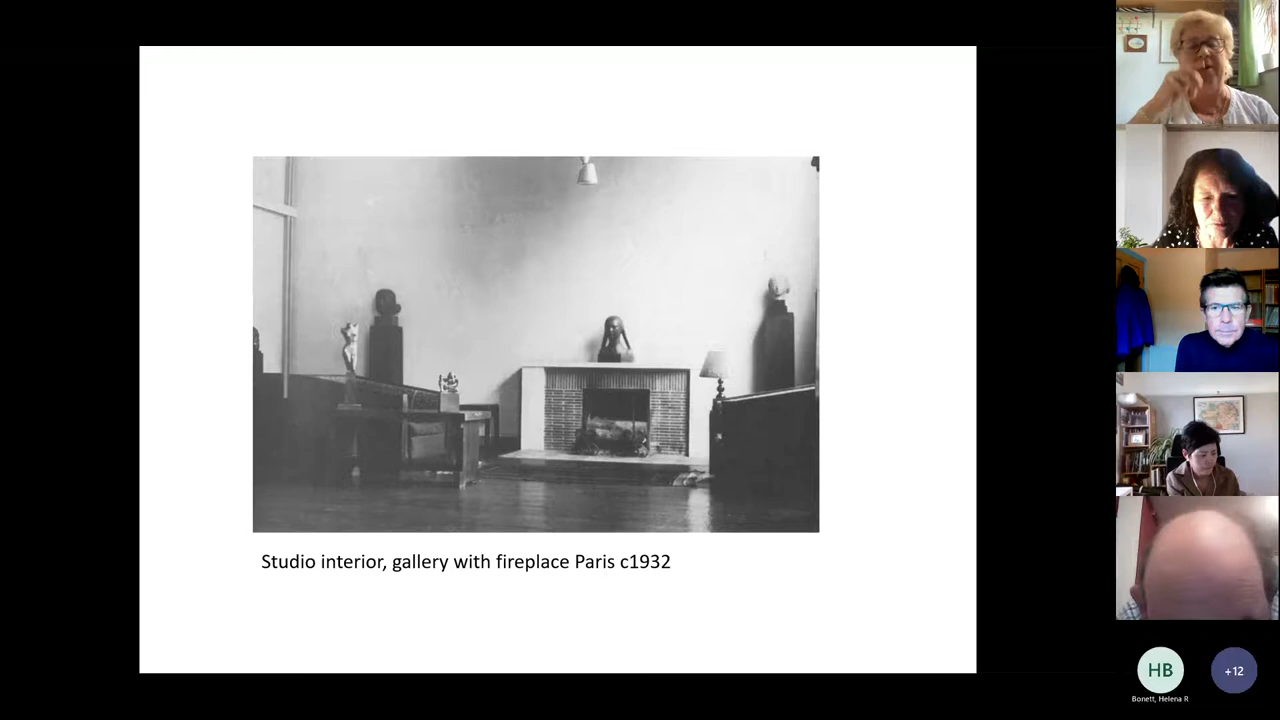 Studio interior, gallery with fireplace Paris c1932
HB
+12
Bonett, Helena R